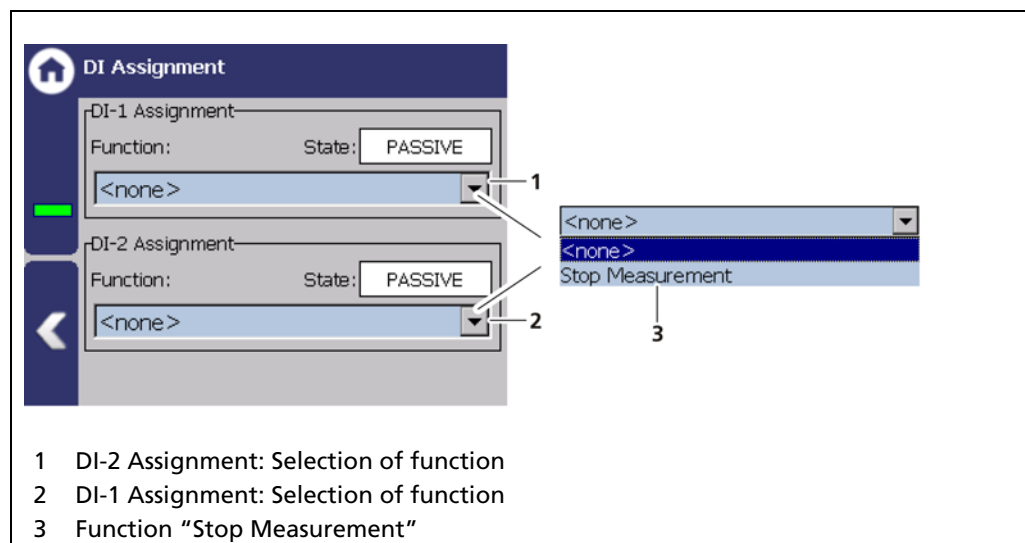 DI Assignment
DI-1 Assignment
Function: State: PASSIVE
<none> 1
DI-2 Assignment
Function: State: PASSIVE
<none> 2
<none>
<none>
Stop Measurement
3
1 DI-2 Assignment: Selection of function
2 DI-1 Assignment: Selection of function
3 Function “Stop Measurement”